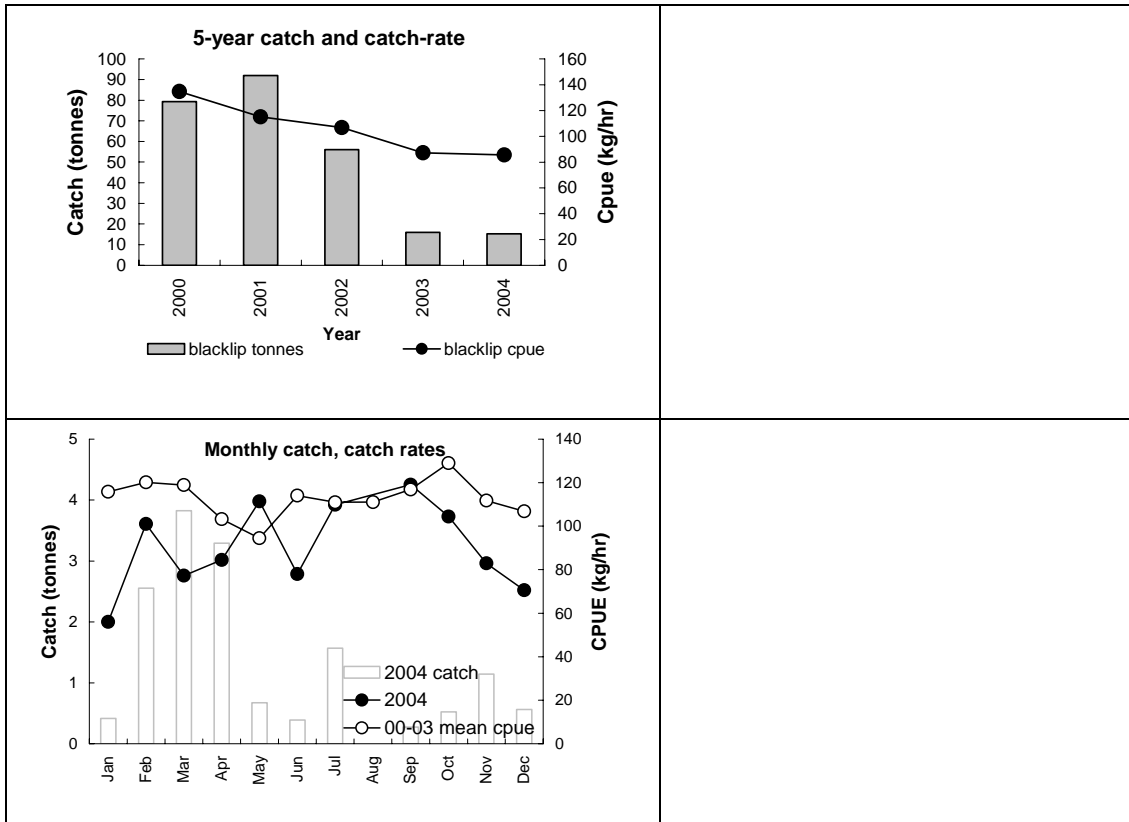 5-year catch and catch-rate
100
90
80
70
60
50
40
30
20
10
0
Catch (tonnes)
160
140
120
100
80
60
40
20
0
Cpue (kg/hr)
2000
2001
2002
2003
2004
Year
blacklip tonnes
blacklip cpue
Monthly catch, catch rates
5
4
3
2
1
0
Catch (tonnes)
140
120
100
80
60
40
20
0
CPUE (kg/hr)
2004 catch
2004
00-03 mean cpue
Jan
Feb
Mar
Apr
May
Jun
Jul
Aug
Sep
Oct
Nov
Dec